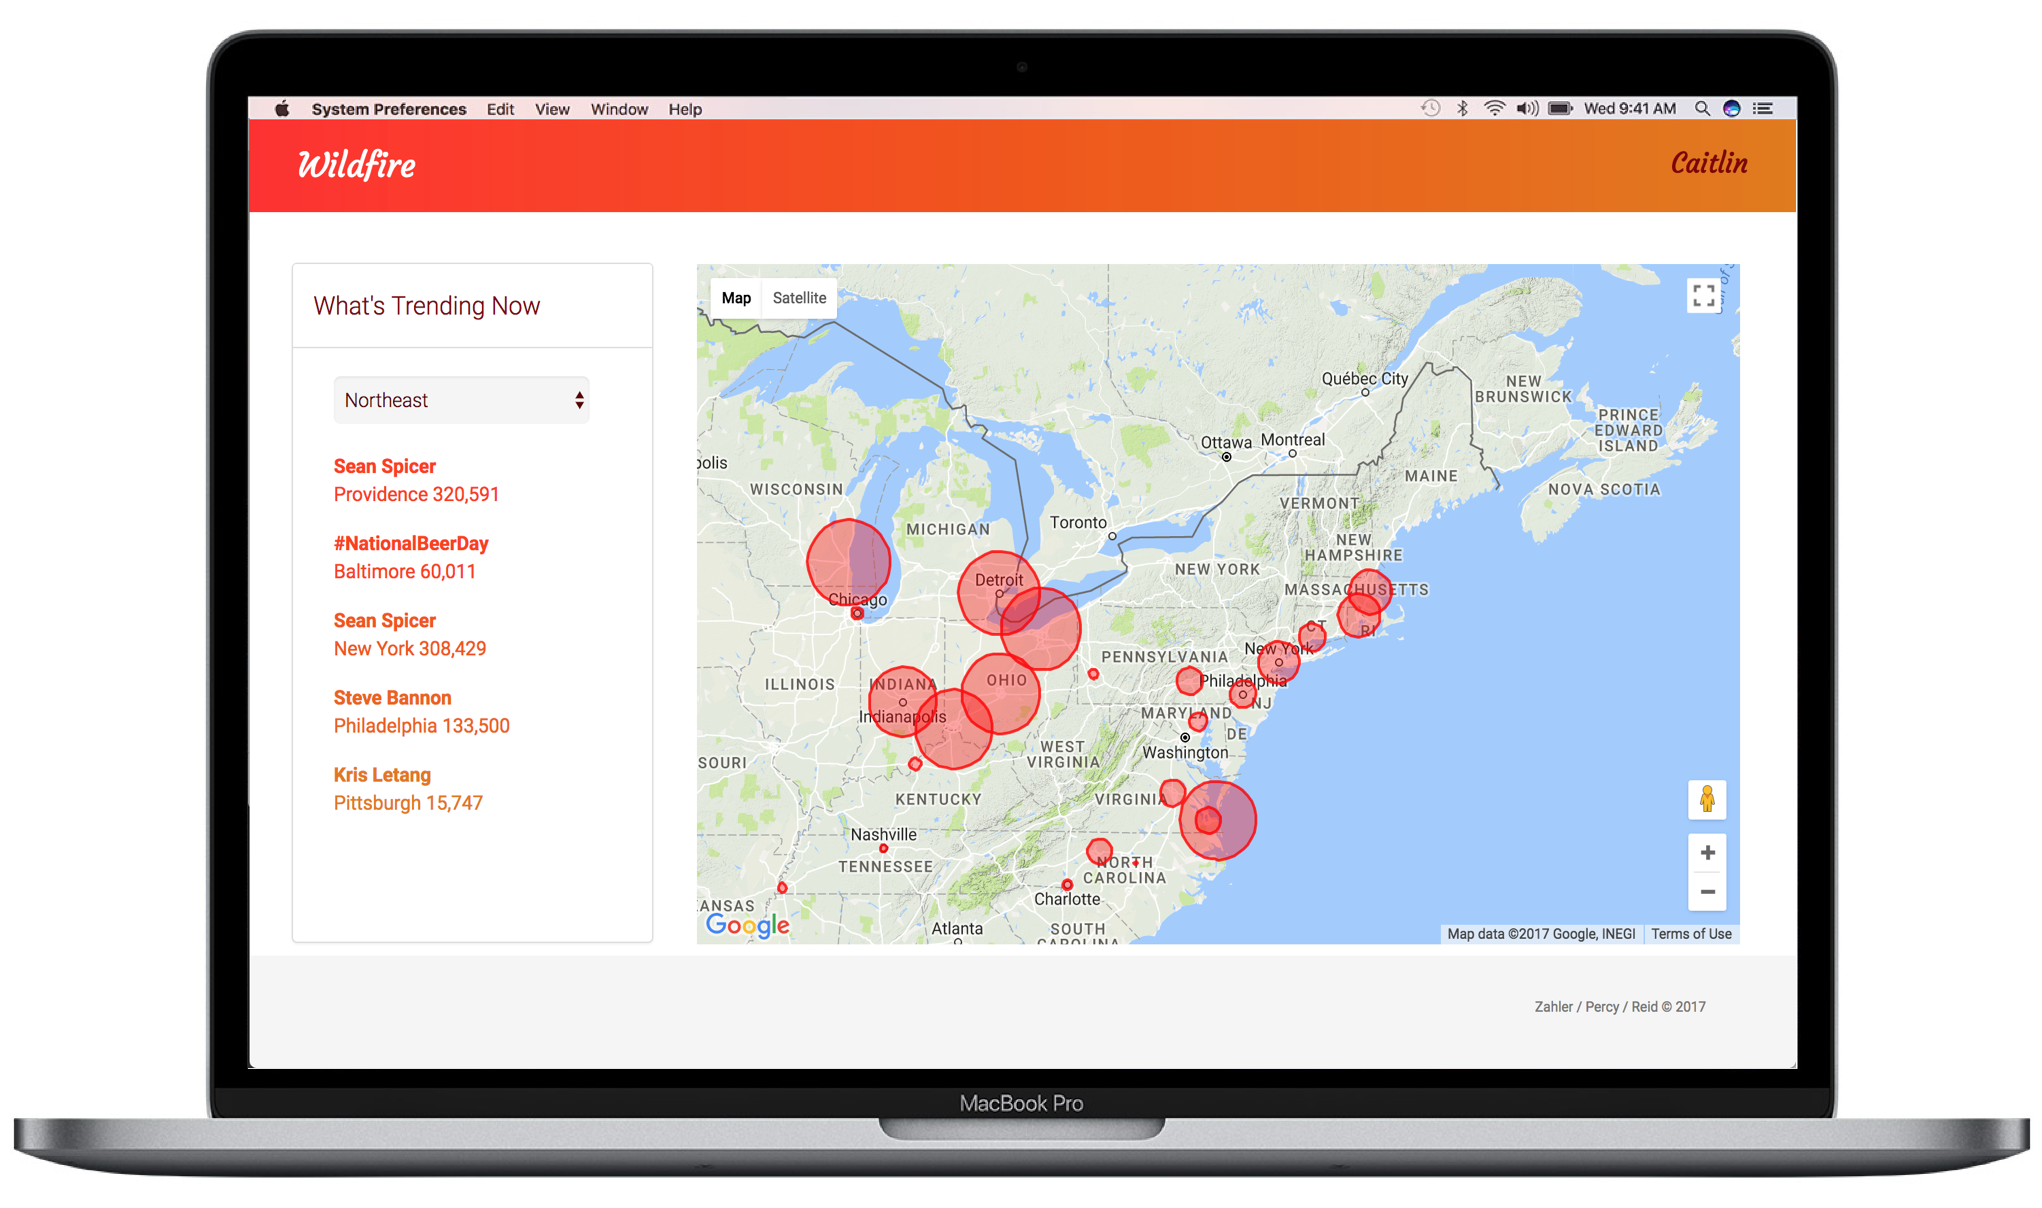 System Preferences Edit View Window Help Wed 9:41 AM
Wildfire Caitlin
What's Trending Now
Northeast
Sean Spicer
Providence 320,591
#NationalBeerDay
Baltimore 60,011
Sean Spicer
New York 308,429
Steve Bannon
Philadelphia 133,500
Kris Letang
Pittsburgh 15,747
Map Satellite
Québec City
NEW
BRUNSWICK
PRINCE
EDWARD
ISLAND
Ottawa Montreal
olis
MAINE
NOVA SCOTIA
WISCONSIN
VERMONT
MICHIGAN
Toronto
NEW
HAMPSHIRE
NEW YORK
Detroit
MASSACHUSETTS
Chicago
CT
RI
New York
PENNSYLVANIA
ILLINOIS
INDIANA
OHIO
Philadelphia
NJ
Indianapolis
MARYLAND
DE
WEST
VIRGINIA
Washington
SOURI
KENTUCKY
VIRGINIA
Nashville
TENNESSEE
NORTH
CAROLINA
Charlotte
ANSAS
Google
Atlanta
SOUTH
CAROLINA
Map data ©2017 Google, INEGI Terms of Use
Zahler / Percy / Reid © 2017
MacBook Pro